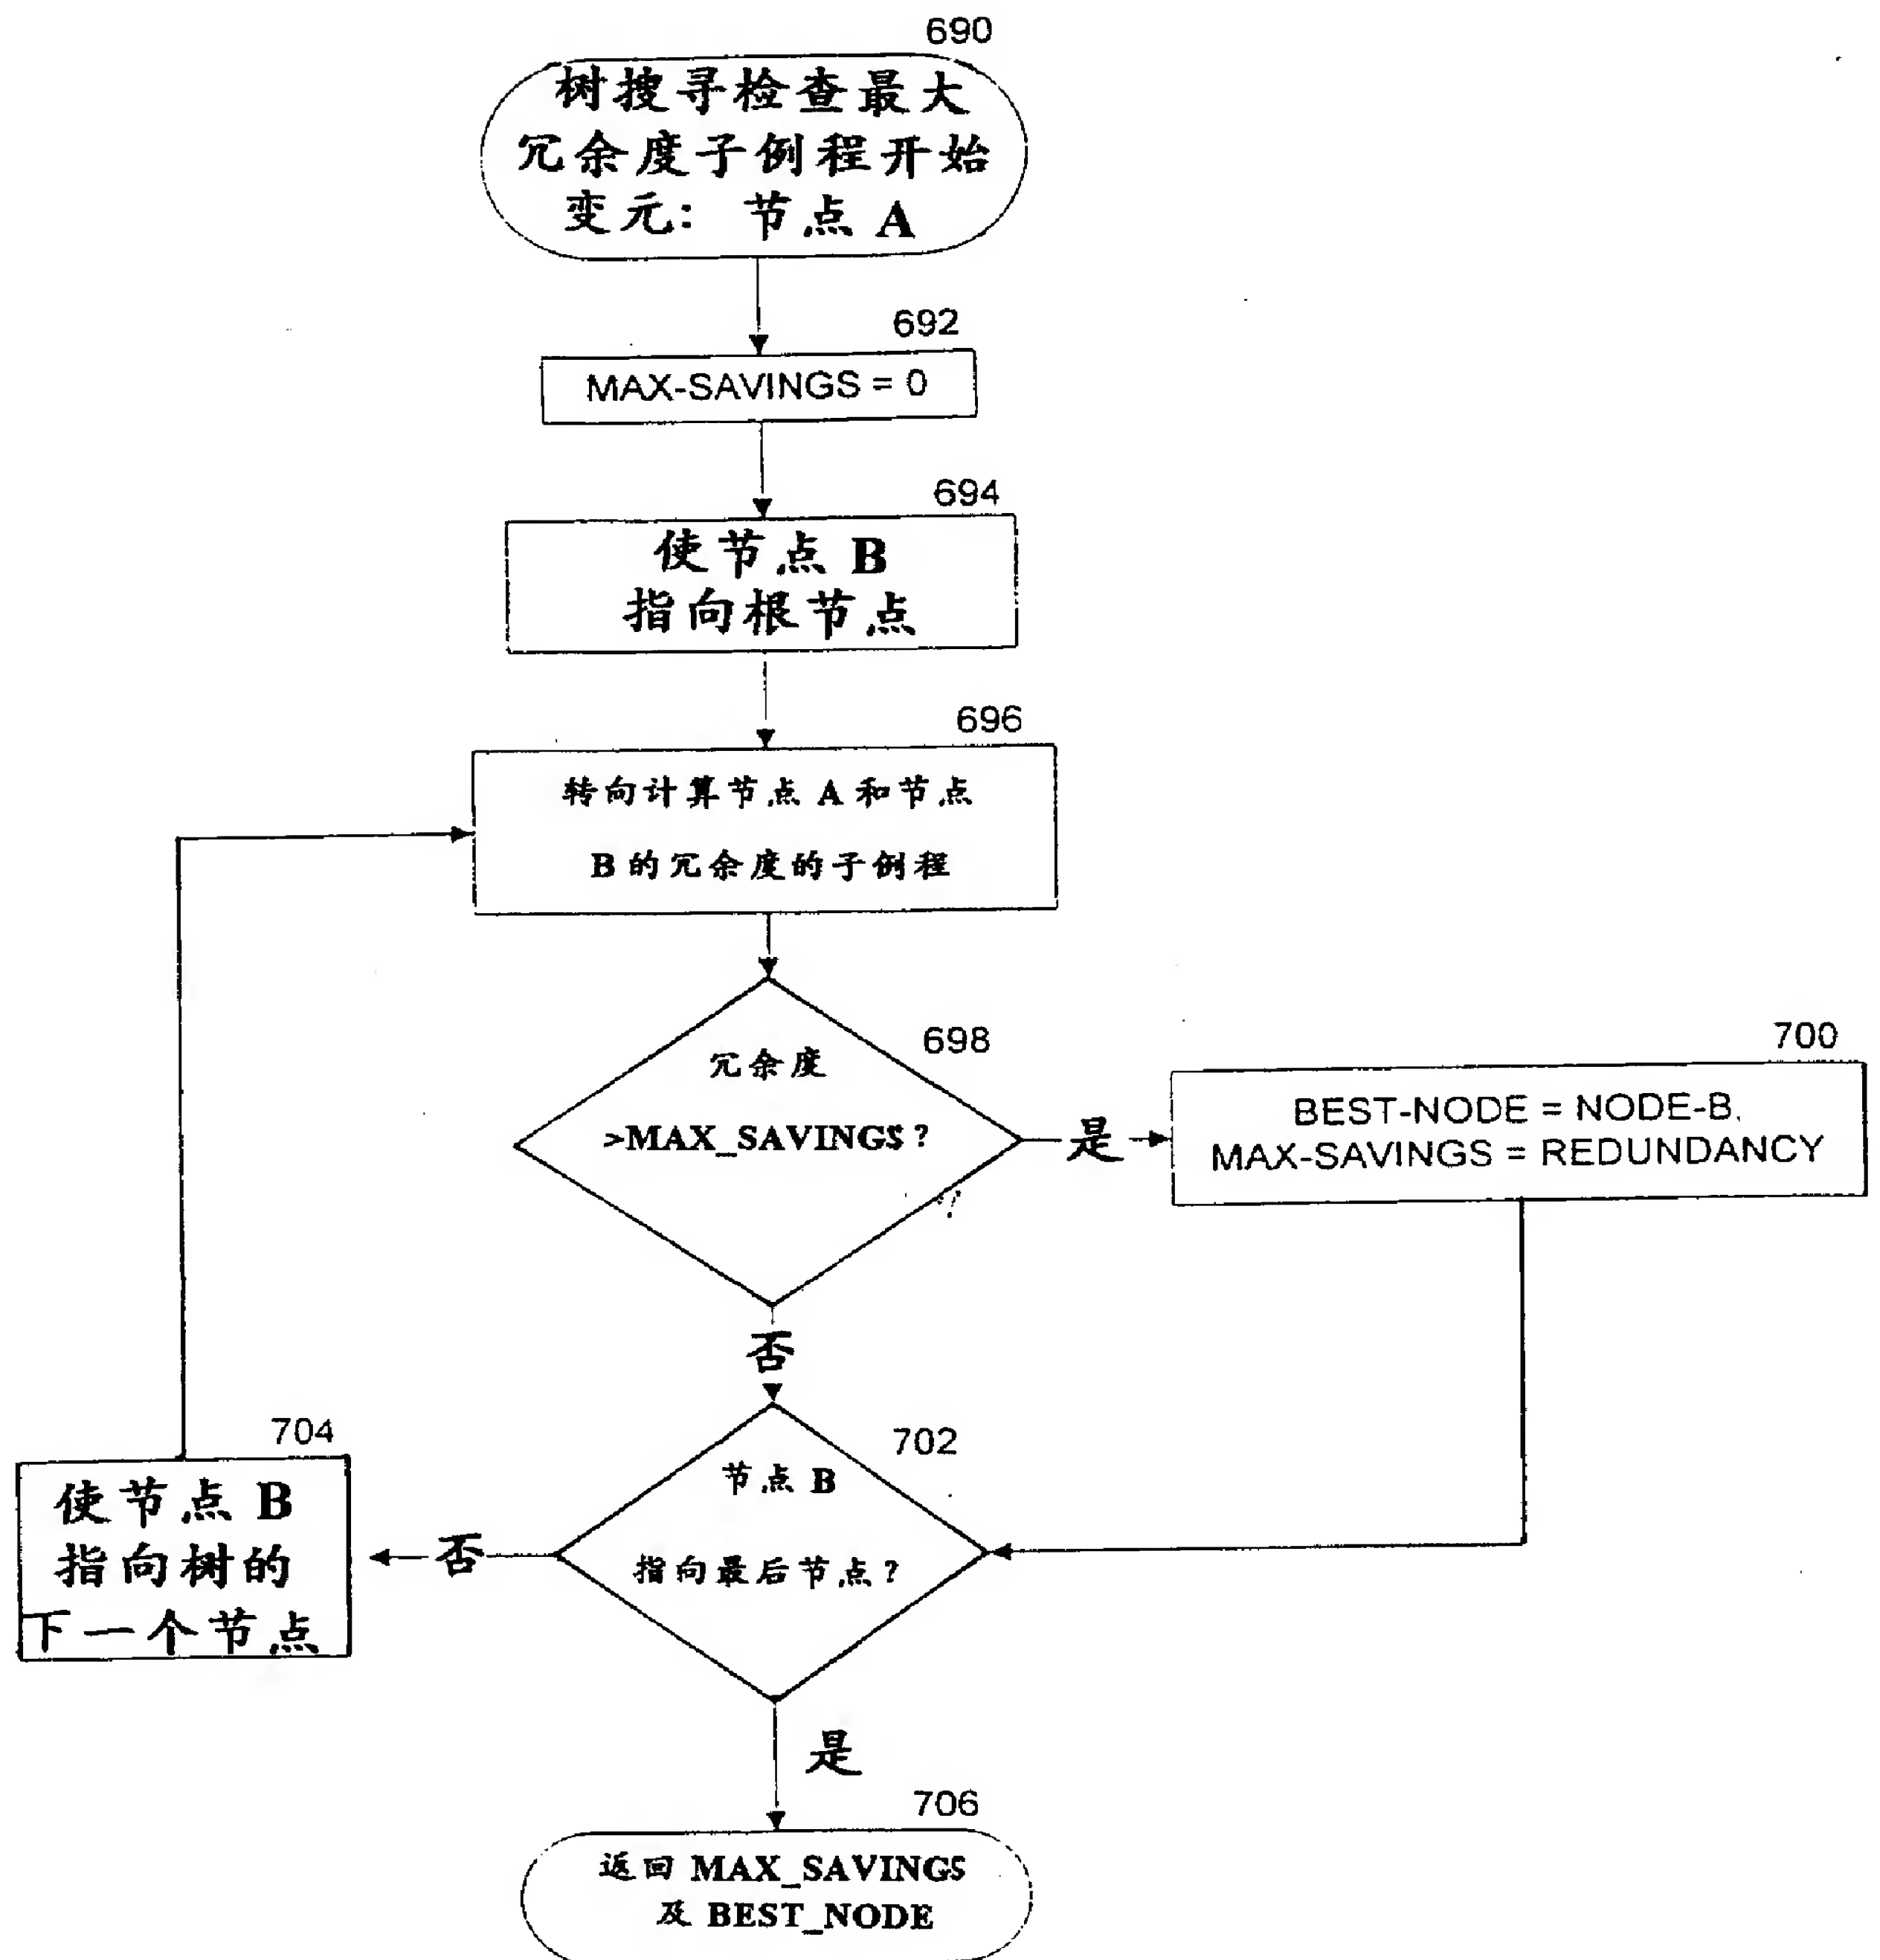 690
树搜寻检查最大
冗余度子例程开始
变元: 节点 A
692
MAX-SAVINGS = 0
694
使节点 B
指向根节点
696
转向计算节点 A 和节点
B 的冗余度的子例程
698
冗余度
>MAX_SAVINGS ?
是
700
BEST-NODE = NODE-B,
MAX-SAVINGS = REDUNDANCY
否
702
节点 B
指向最后节点?
否
704
使节点 B
指向树的
下一个节点
是
706
返回 MAX_SAVINGS
及 BEST_NODE